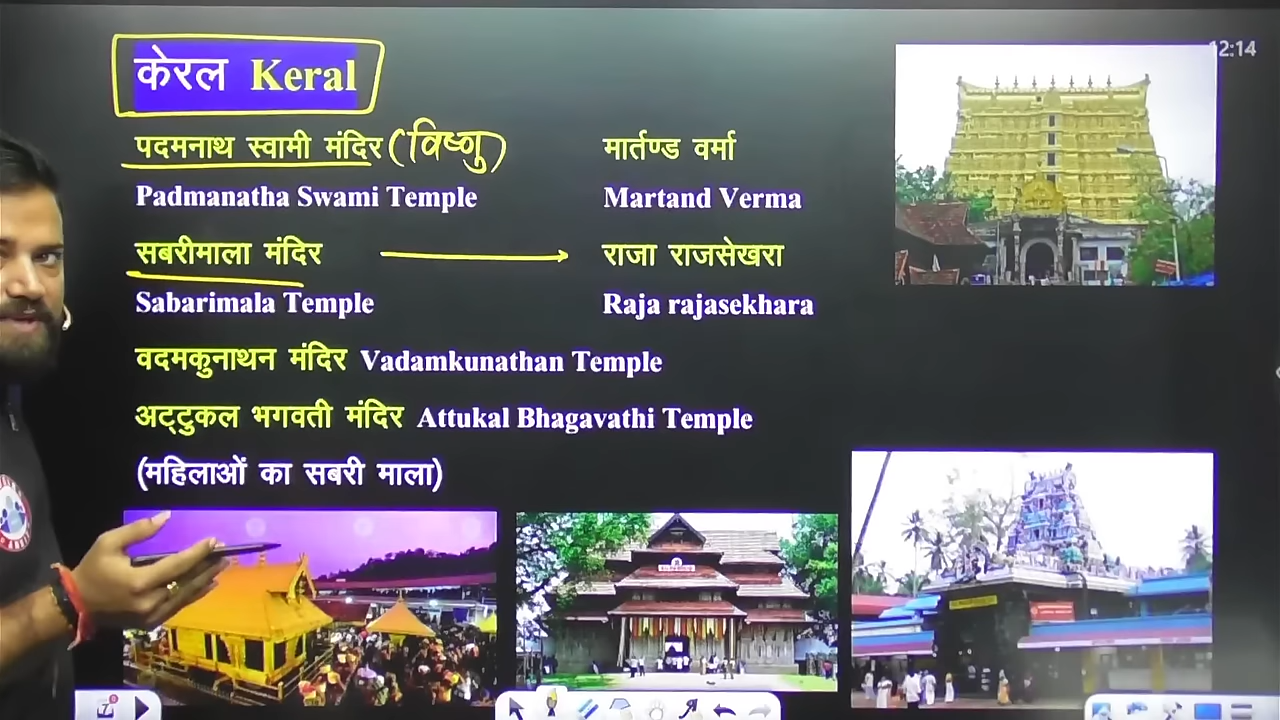 केरल Keral
पदमनाथ स्वामी मंदिर (विष्णु) मार्तण्ड वर्मा
Padmanatha Swami Temple Martand Verma
सबरीमाला मंदिर राजा राजसेखरा
Sabarimala Temple Raja rajasekhara
वदमकुनाथन मंदिर Vadamkunathan Temple
अट्टुकल भगवती मंदिर Attukal Bhagavathi Temple
(महिलाओं का सबरी माला)
12:14